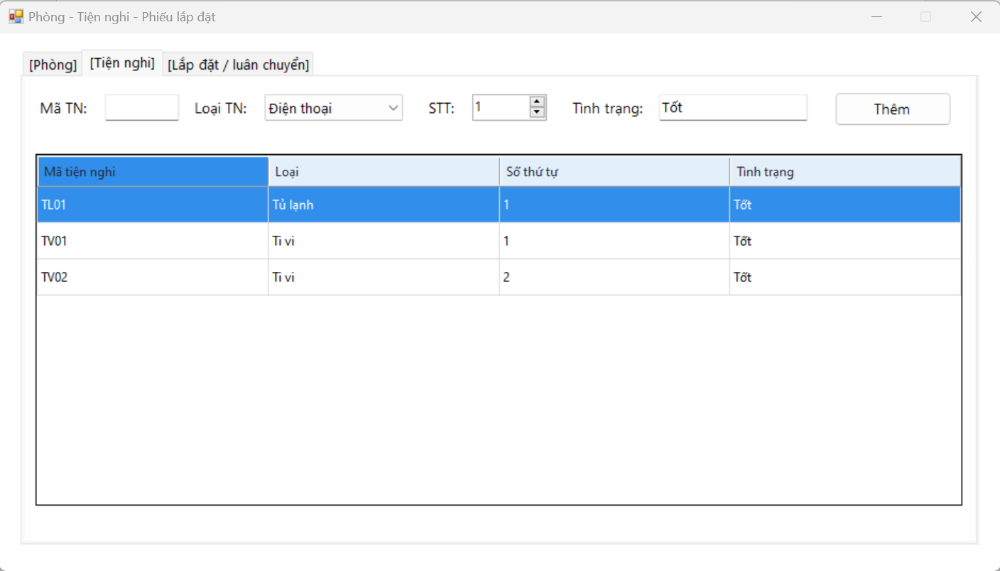 Phòng - Tiện nghi - Phiếu lắp đặt
[Phòng] [Tiện nghi] [Lắp đặt / luân chuyển]
Mã TN: Loại TN: Điện thoại STT: 1 Tình trạng: Tốt Thêm
Mã tiện nghi Loại Số thứ tự Tình trạng
TL01 Tủ lạnh 1 Tốt
TV01 Ti vi 1 Tốt
TV02 Ti vi 2 Tốt